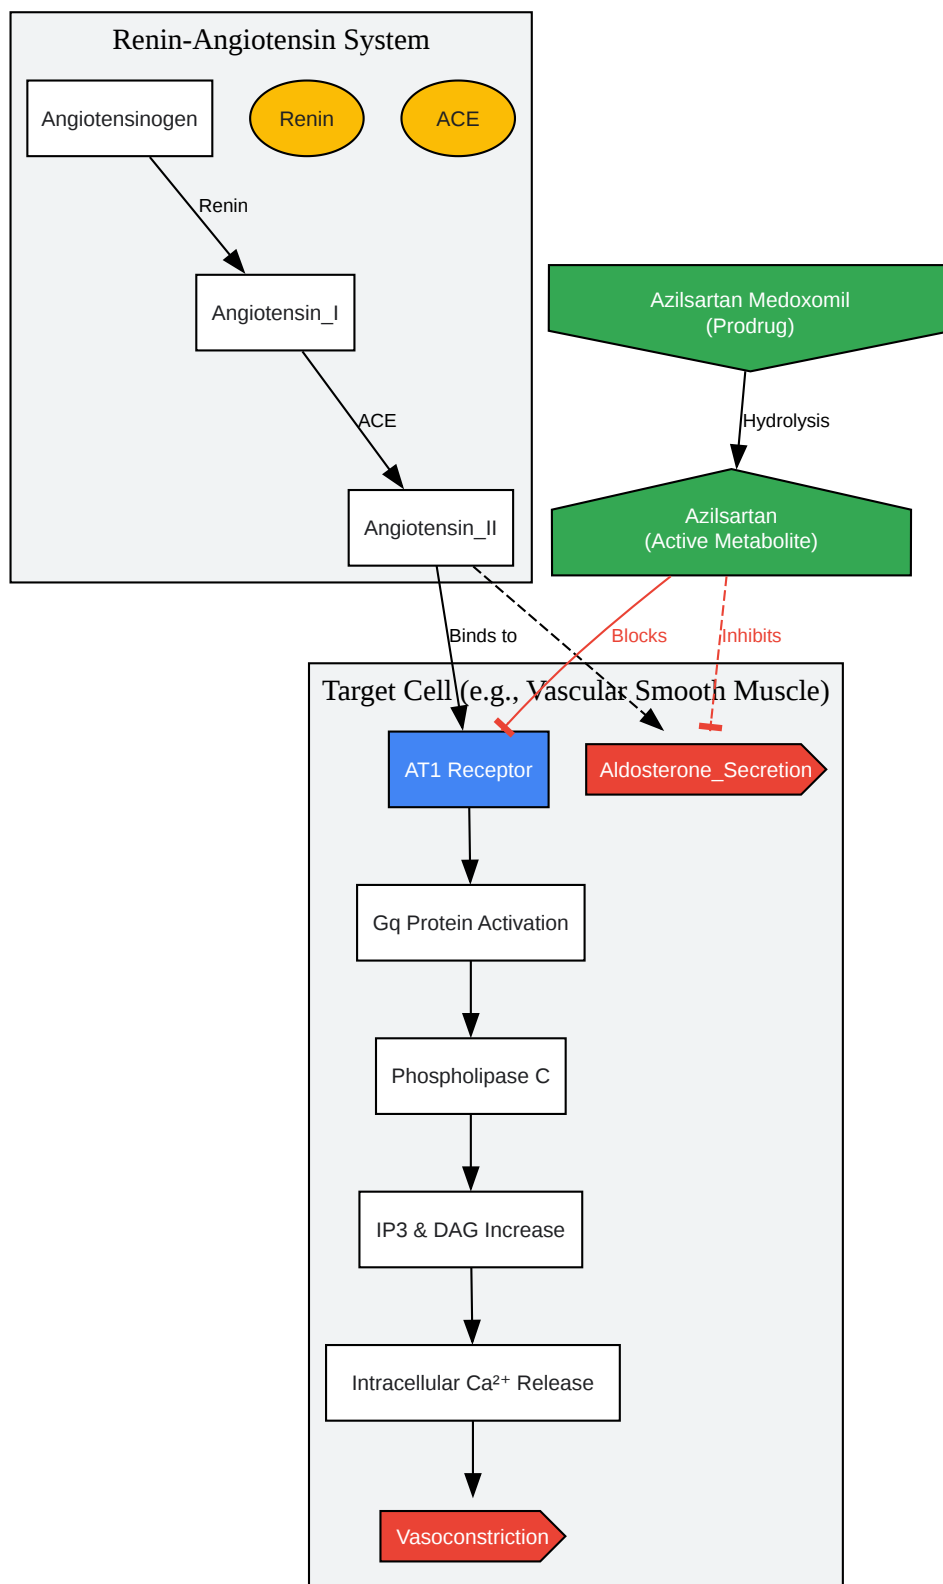 Renin-Angiotensin System
Angiotensinogen
Renin
ACE
Renin
Angiotensin_I
ACE
Angiotensin_II
Azilsartan Medoxomil
(Prodrug)
Hydrolysis
Azilsartan
(Active Metabolite)
Binds to
Blocks
Inhibits
Target Cell (e.g., Vascular Smooth Muscle)
AT1 Receptor
Aldosterone_Secretion
Gq Protein Activation
Phospholipase C
IP3 & DAG Increase
Intracellular Ca²⁺ Release
Vasoconstriction